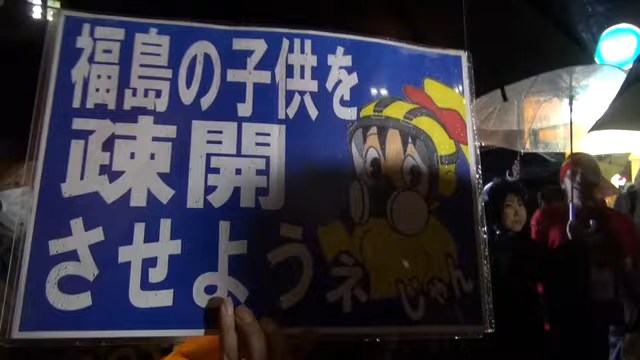 福島の子供を
疎開
させようネ
じゃん